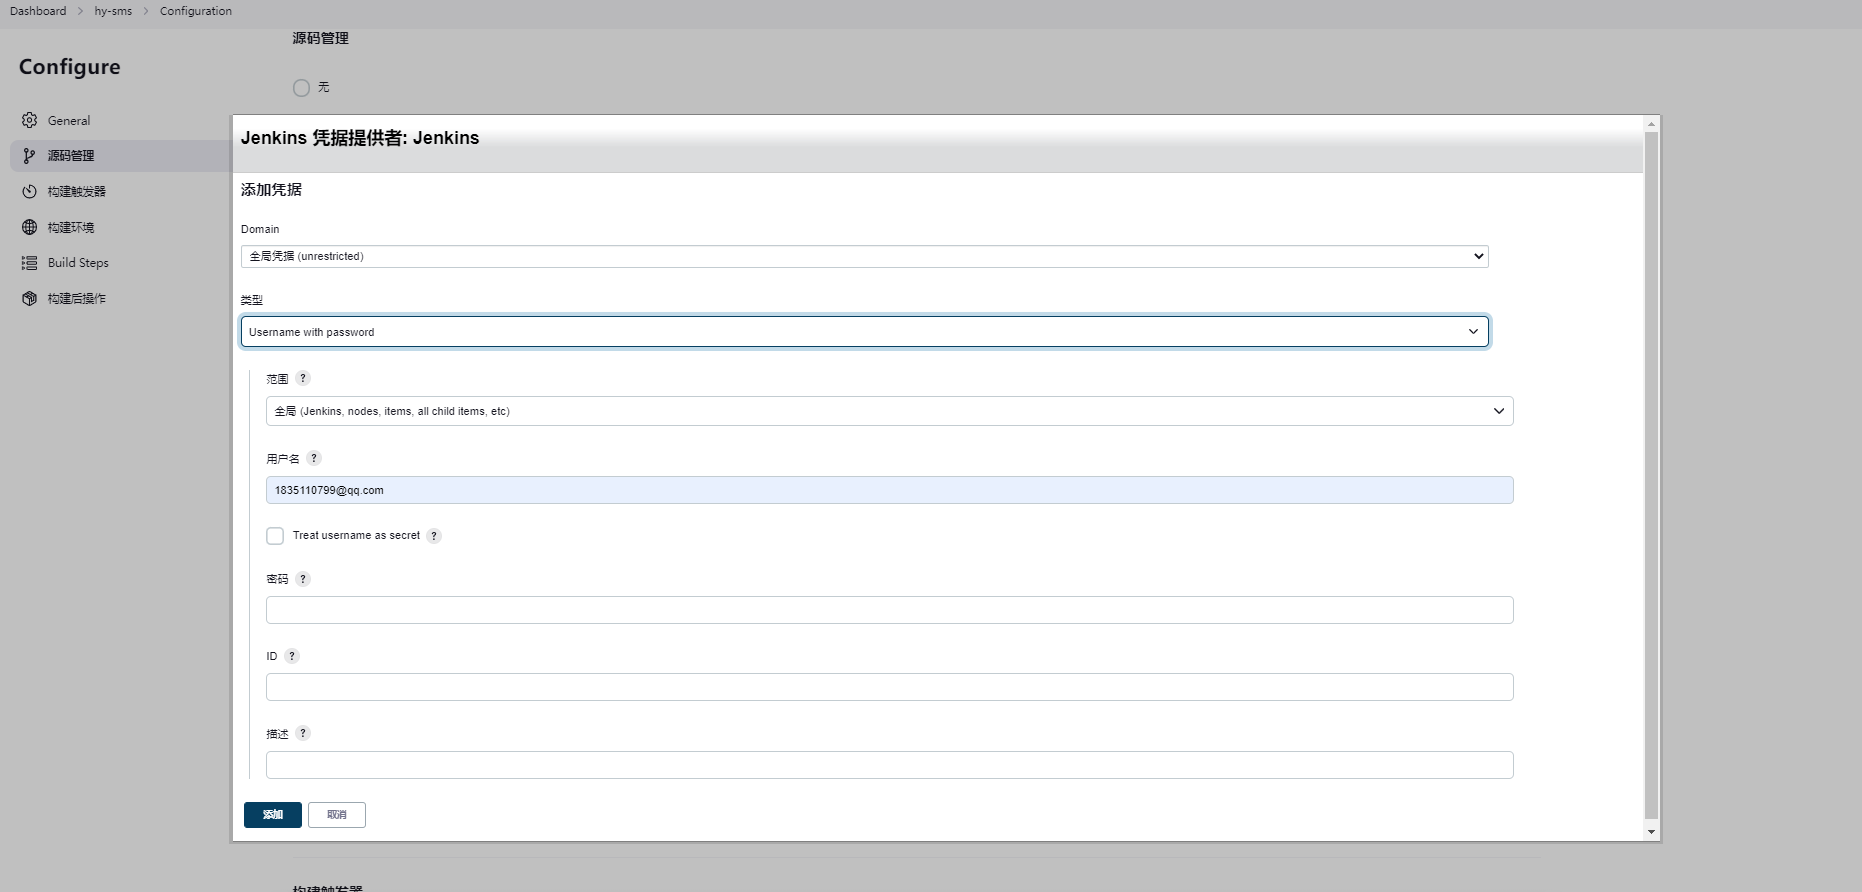 Dashboard > hy-sms > Configuration
Configure
General
源码管理
构建触发器
构建环境
Build Steps
构建后操作
源码管理
无
Jenkins 凭据提供者: Jenkins
添加凭据
Domain
全局凭据 (unrestricted)
类型
Username with password
范围 ?
全局 (Jenkins, nodes, items, all child items, etc)
用户名 ?
1835110799@qq.com
Treat username as secret ?
密码 ?
ID ?
描述 ?
添加
取消
构建触发器